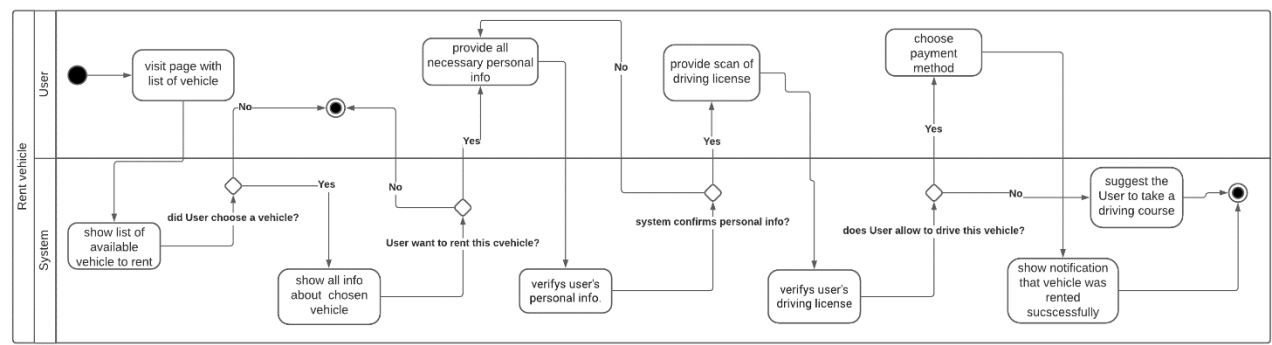 Rent vehicle
User
System
visit page with
list of vehicle
No
show list of
available
vehicle to rent
did User choose a vehicle?
Yes
show all info
about chosen
vehicle
No
User want to rent this cvehicle?
Yes
provide all
necessary personal
info
verifys user's
personal info.
No
system confirms personal info?
Yes
provide scan of
driving license
verifys user's
driving license
does User allow to drive this vehicle?
Yes
choose
payment
method
No
suggest the
User to take a
driving course
show notification
that vehicle was
rented
sucscessfully